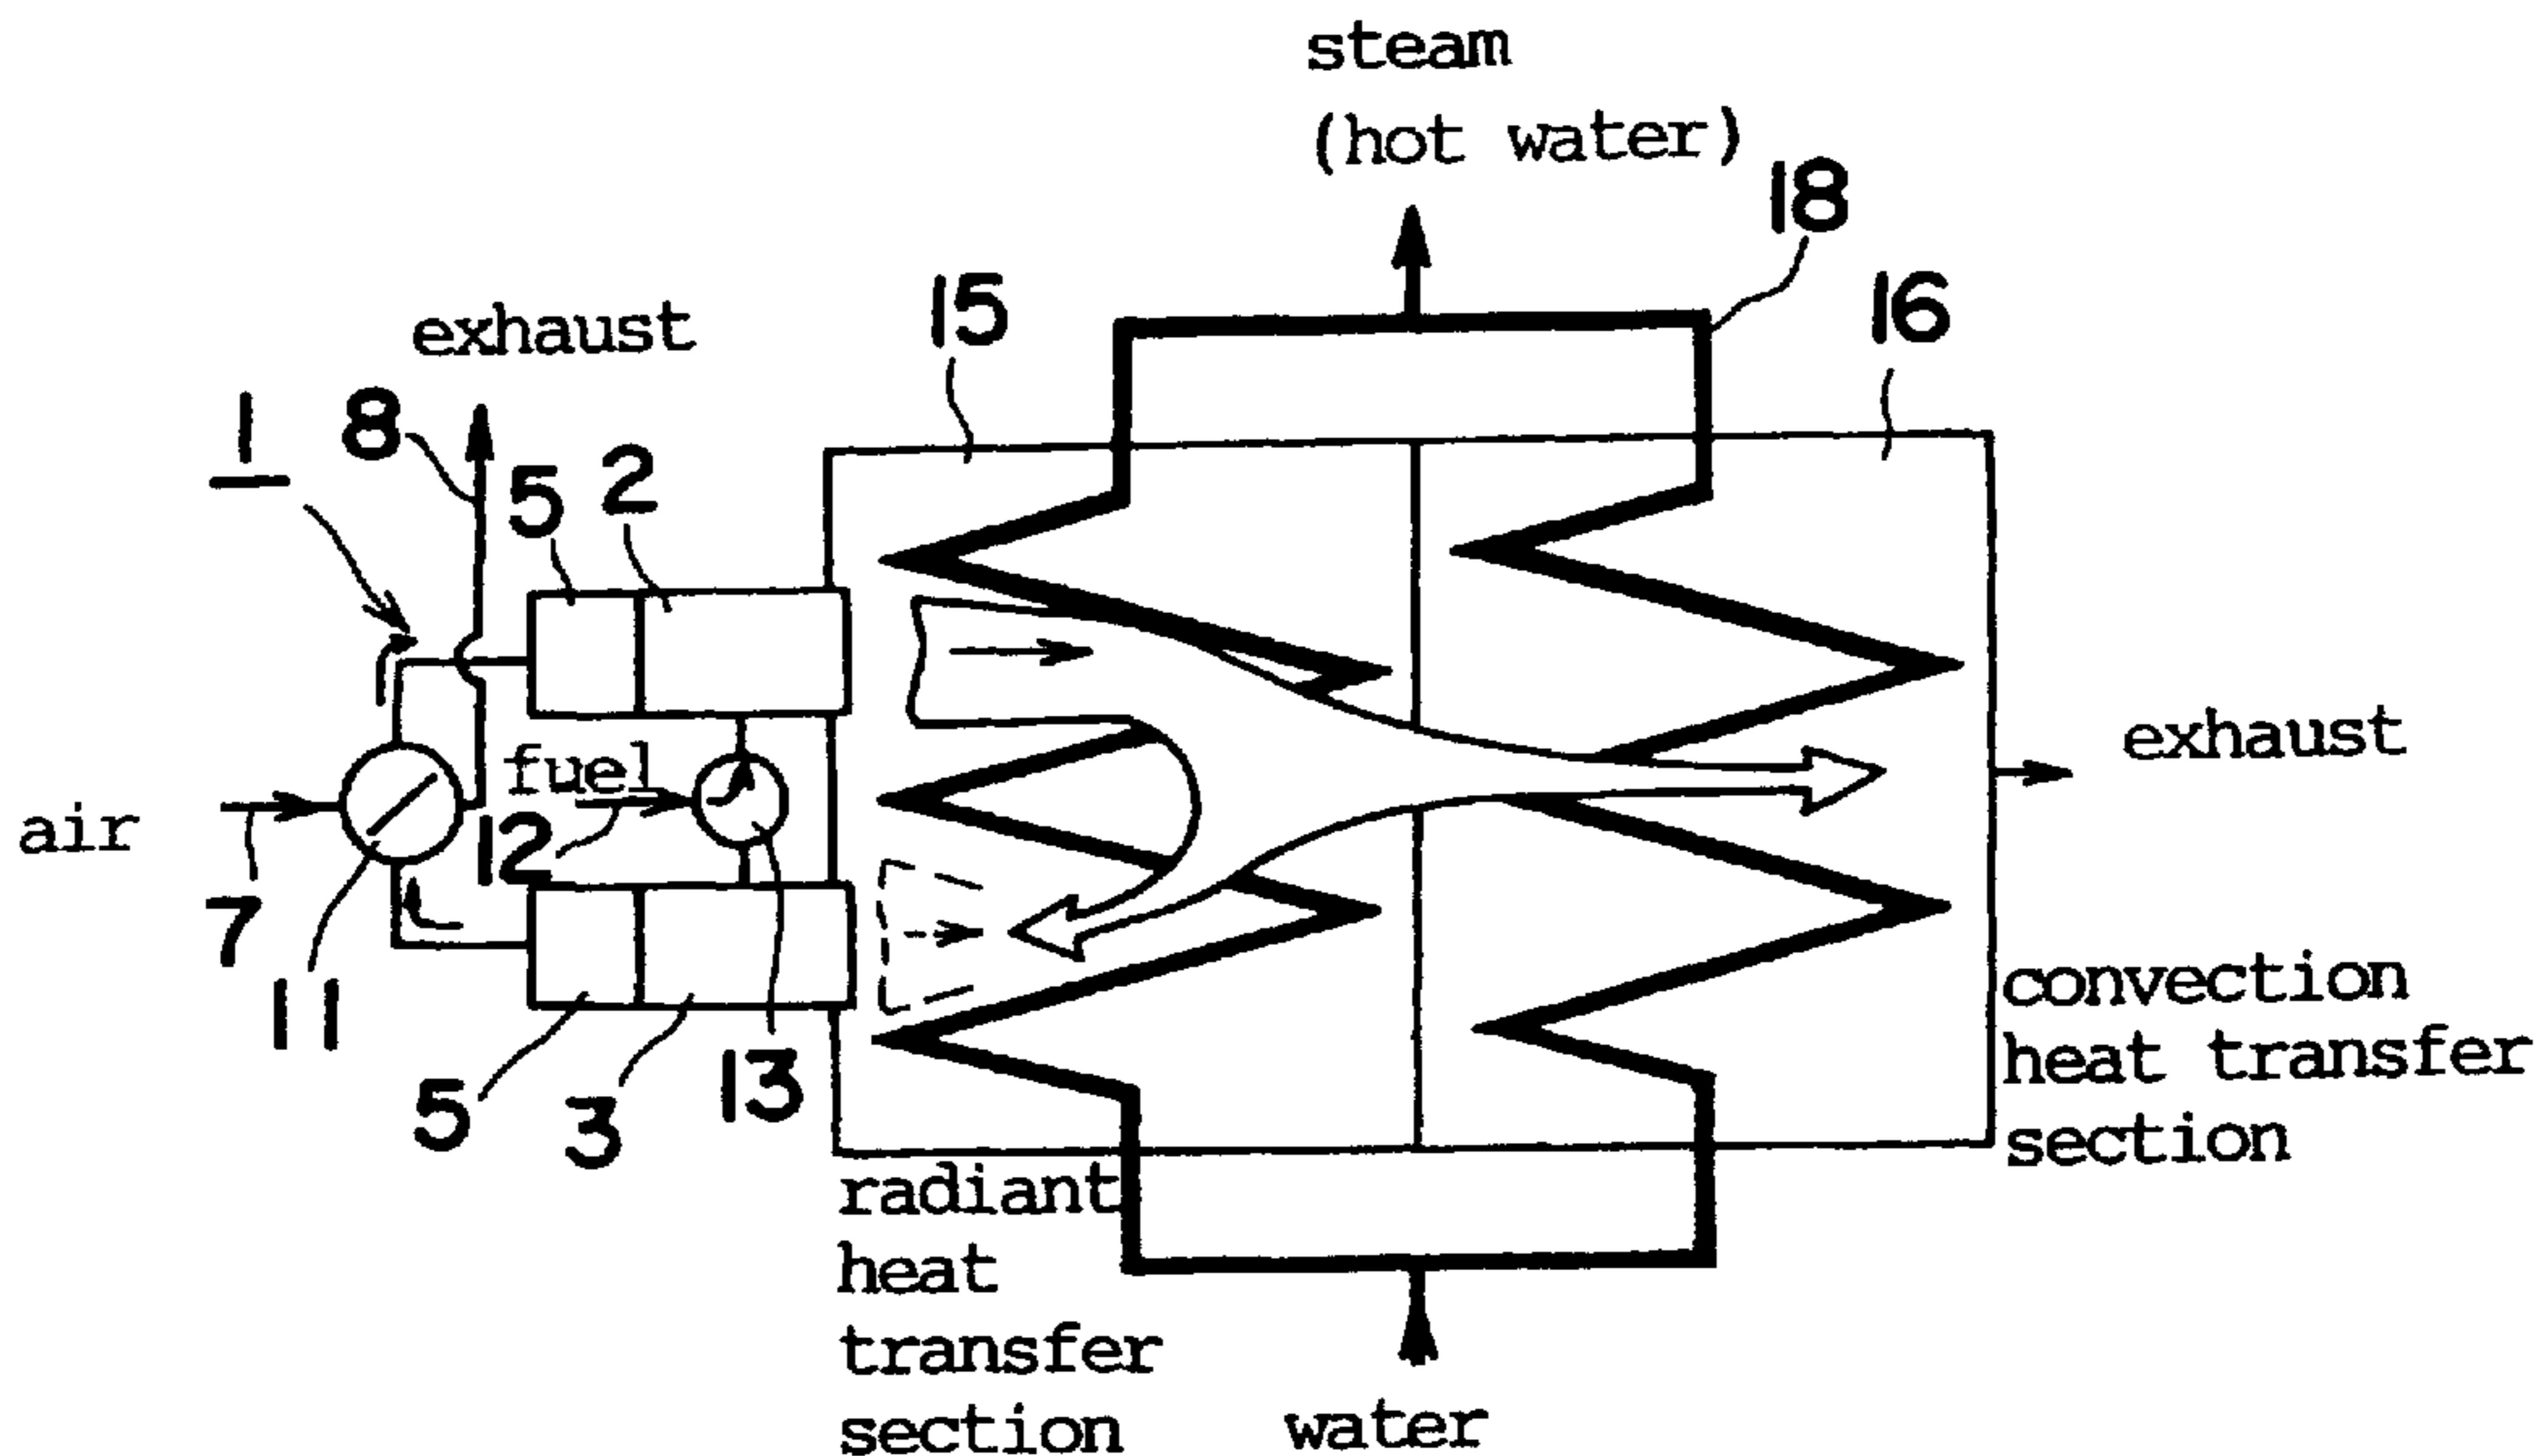 steam
(hot water)
18
15
16
exhaust
1
8
5
2
fuel
exhaust
air
12
7
11
convection
heat transfer
section
5
3
13
radiant
heat
transfer
section
water